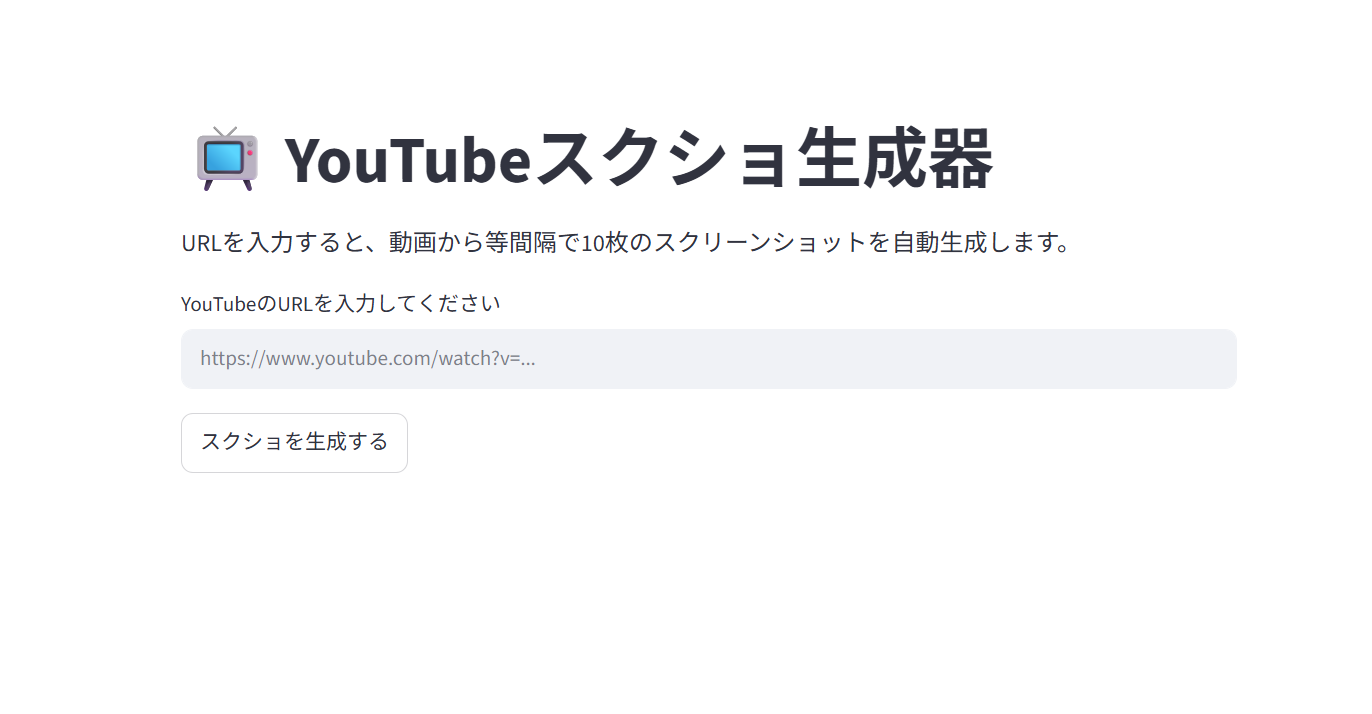 YouTubeスクショ生成器
URLを入力すると、動画から等間隔で10枚のスクリーンショットを自動生成します。
YouTubeのURLを入力してください
https://www.youtube.com/watch?v=...
スクショを生成する